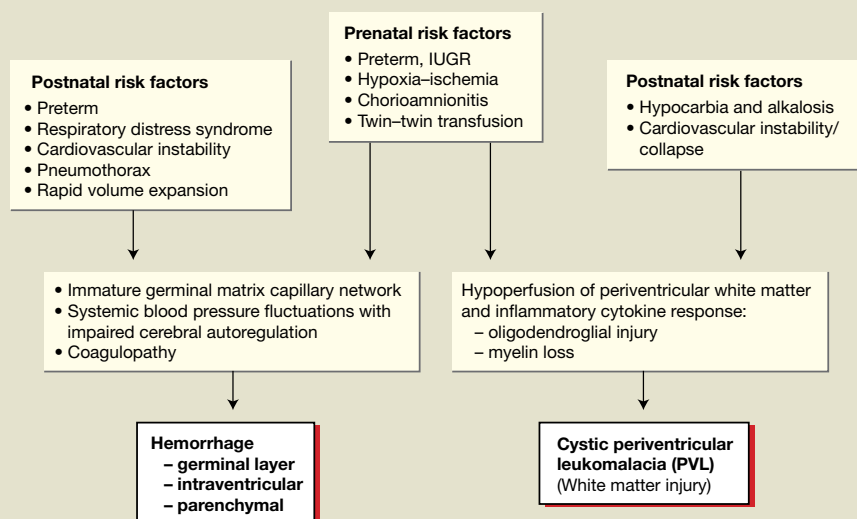 Postnatal risk factors
• Preterm
• Respiratory distress syndrome
• Cardiovascular instability
• Pneumothorax
• Rapid volume expansion
Prenatal risk factors
• Preterm, IUGR
• Hypoxia–ischemia
• Chorioamnionitis
• Twin–twin transfusion
Postnatal risk factors
• Hypocarbia and alkalosis
• Cardiovascular instability/
collapse
• Immature germinal matrix capillary network
• Systemic blood pressure fluctuations with
impaired cerebral autoregulation
• Coagulopathy
Hypoperfusion of periventricular white matter
and inflammatory cytokine response:
– oligodendroglial injury
– myelin loss
Hemorrhage
– germinal layer
– intraventricular
– parenchymal
Cystic periventricular
leukomalacia (PVL)
(White matter injury)